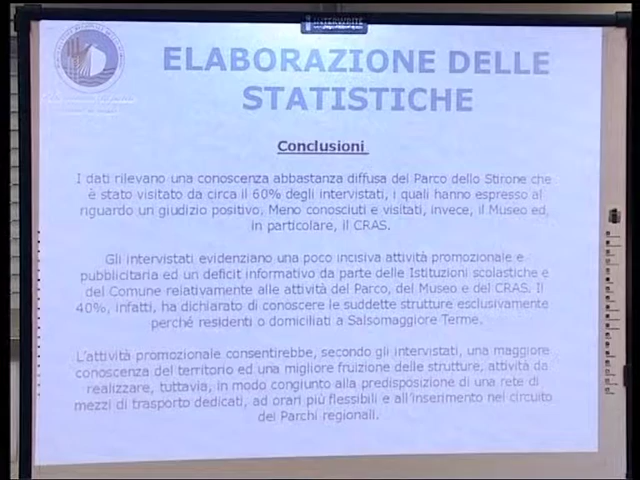 INTERWRITE
ELABORAZIONE DELLE
STATISTICHE
Conclusioni
I dati rilevano una conoscenza abbastanza diffusa del Parco dello Stirone che
è stato visitato da circa il 60% degli intervistati, i quali hanno espresso al
riguardo un giudizio positivo. Meno conosciuti e visitati, invece, il Museo ed,
in particolare, il CRAS.
Gli intervistati evidenziano una poco incisiva attività promozionale e
pubblicitaria ed un deficit informativo da parte delle Istituzioni scolastiche e
del Comune relativamente alle attività del Parco, del Museo e del CRAS. Il
40%, infatti, ha dichiarato di conoscere le suddette strutture esclusivamente
perché residenti o domiciliati a Salsomaggiore Terme.
L'attività promozionale consentirebbe, secondo gli intervistati, una maggiore
conoscenza del territorio ed una migliore fruizione delle strutture, attività da
realizzare, tuttavia, in modo congiunto alla predisposizione di una rete di
mezzi di trasporto dedicati, ad orari più flessibili e all'inserimento nel circuito
dei Parchi regionali.